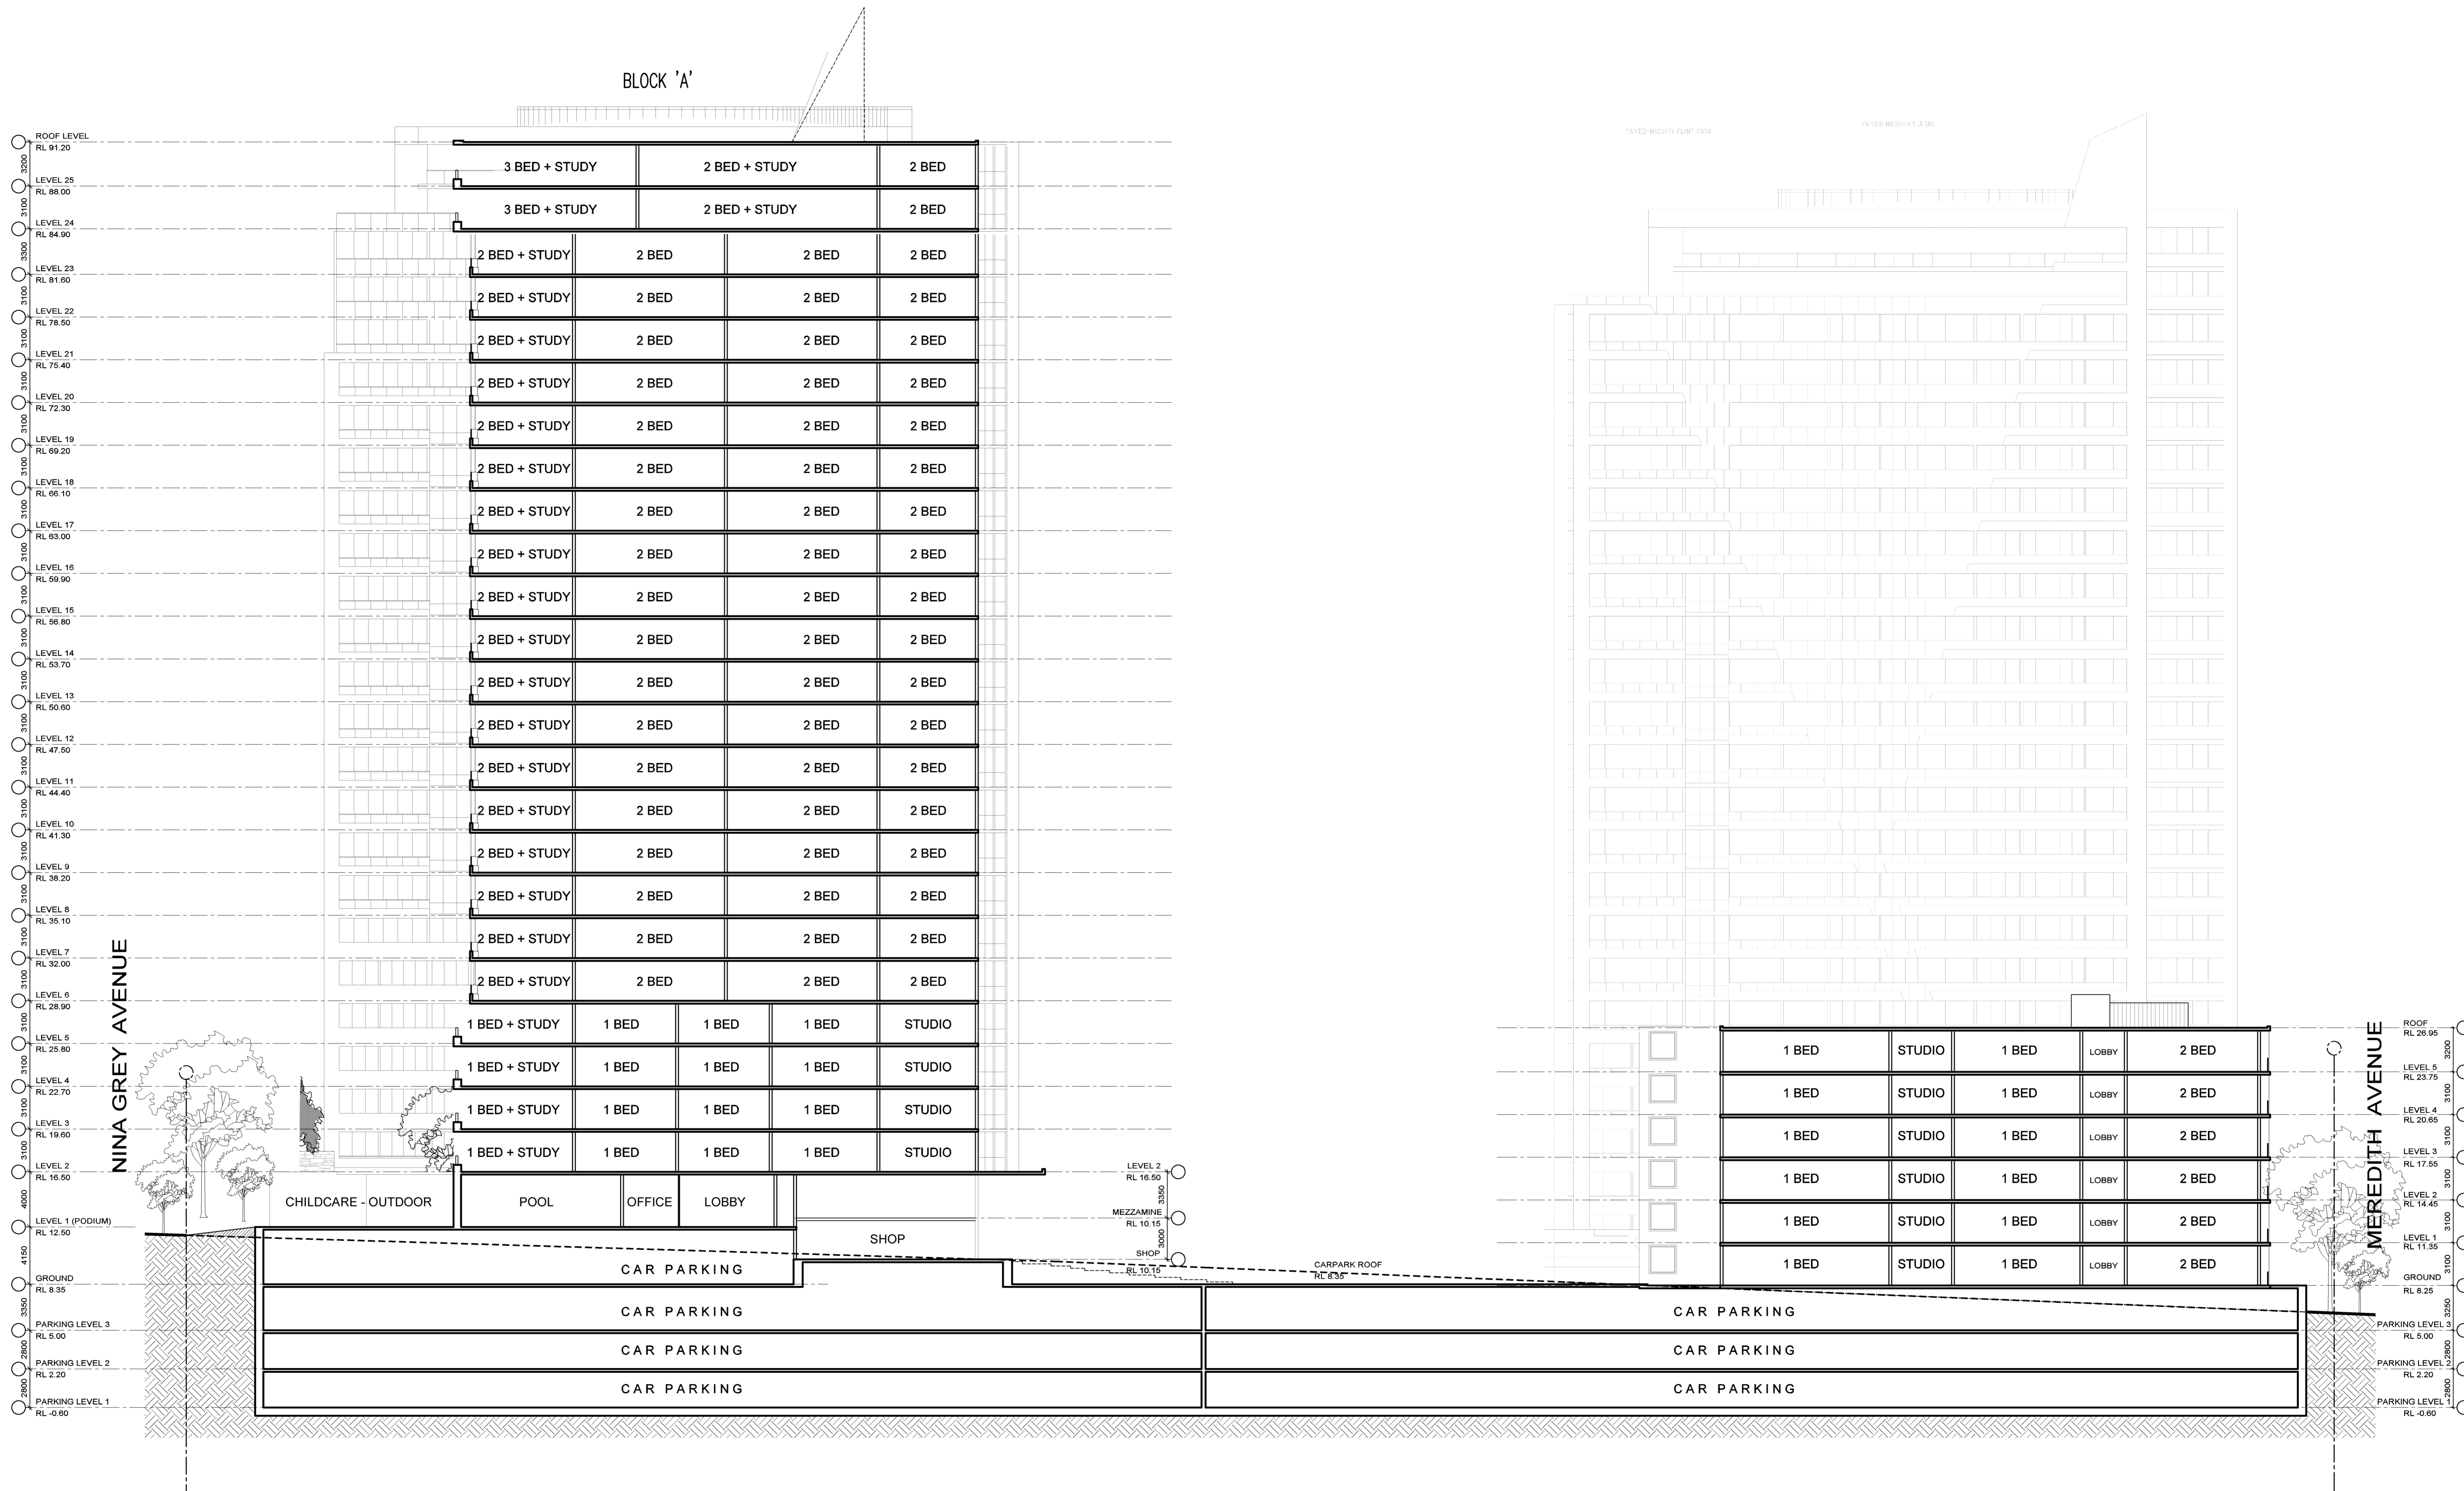 BLOCK 'A'
PAINTED MASONRY PLANT ROOM
ROOF LEVEL
RL 91.20
3200
3 BED + STUDY 2 BED + STUDY 2 BED
LEVEL 25
RL 88.00
3100
3 BED + STUDY 2 BED + STUDY 2 BED
LEVEL 24
RL 84.90
3300
2 BED + STUDY 2 BED 2 BED 2 BED
LEVEL 23
RL 81.60
3100
2 BED + STUDY 2 BED 2 BED 2 BED
LEVEL 22
RL 78.50
3100
2 BED + STUDY 2 BED 2 BED 2 BED
LEVEL 21
RL 75.40
3100
2 BED + STUDY 2 BED 2 BED 2 BED
LEVEL 20
RL 72.30
3100
2 BED + STUDY 2 BED 2 BED 2 BED
LEVEL 19
RL 69.20
3100
2 BED + STUDY 2 BED 2 BED 2 BED
LEVEL 18
RL 66.10
3100
2 BED + STUDY 2 BED 2 BED 2 BED
LEVEL 17
RL 63.00
3100
2 BED + STUDY 2 BED 2 BED 2 BED
LEVEL 16
RL 59.90
3100
2 BED + STUDY 2 BED 2 BED 2 BED
LEVEL 15
RL 56.80
3100
2 BED + STUDY 2 BED 2 BED 2 BED
LEVEL 14
RL 53.70
3100
2 BED + STUDY 2 BED 2 BED 2 BED
LEVEL 13
RL 50.60
3100
2 BED + STUDY 2 BED 2 BED 2 BED
LEVEL 12
RL 47.50
3100
2 BED + STUDY 2 BED 2 BED 2 BED
LEVEL 11
RL 44.40
3100
2 BED + STUDY 2 BED 2 BED 2 BED
LEVEL 10
RL 41.30
3100
2 BED + STUDY 2 BED 2 BED 2 BED
LEVEL 9
RL 38.20
3100
2 BED + STUDY 2 BED 2 BED 2 BED
LEVEL 8
RL 35.10
3100
2 BED + STUDY 2 BED 2 BED 2 BED
LEVEL 7
RL 32.00
3100
2 BED + STUDY 2 BED 2 BED 2 BED
LEVEL 6
RL 28.90
3100
1 BED + STUDY 1 BED 1 BED 1 BED STUDIO
LEVEL 5
RL 25.80
3100
1 BED + STUDY 1 BED 1 BED 1 BED STUDIO
LEVEL 4
RL 22.70
3100
1 BED + STUDY 1 BED 1 BED 1 BED STUDIO
LEVEL 3
RL 19.60
3100
1 BED + STUDY 1 BED 1 BED 1 BED STUDIO
LEVEL 2
RL 16.50
4000
CHILDCARE - OUTDOOR POOL OFFICE LOBBY
LEVEL 1 (PODIUM)
RL 12.50
4150
SHOP
CAR PARKING
GROUND
RL 8.35
3350
CAR PARKING
PARKING LEVEL 3
RL 5.00
2800
CAR PARKING
PARKING LEVEL 2
RL 2.20
2800
CAR PARKING
PARKING LEVEL 1
RL -0.60
NINA GREY AVENUE
LEVEL 2
RL 16.50
3350
MEZZAMINE
RL 10.15
3000
SHOP
RL 10.15
CARPARK ROOF
RL 8.35
ROOF
RL 26.95
3200
1 BED STUDIO 1 BED LOBBY 2 BED
LEVEL 5
RL 23.75
3100
1 BED STUDIO 1 BED LOBBY 2 BED
LEVEL 4
RL 20.65
3100
1 BED STUDIO 1 BED LOBBY 2 BED
LEVEL 3
RL 17.55
3100
1 BED STUDIO 1 BED LOBBY 2 BED
LEVEL 2
RL 14.45
3100
1 BED STUDIO 1 BED LOBBY 2 BED
LEVEL 1
RL 11.35
3100
1 BED STUDIO 1 BED LOBBY 2 BED
GROUND
RL 8.25
3250
CAR PARKING
PARKING LEVEL 3
RL 5.00
2800
CAR PARKING
PARKING LEVEL 2
RL 2.20
2800
CAR PARKING
PARKING LEVEL 1
RL -0.60
MEREDITH AVENUE